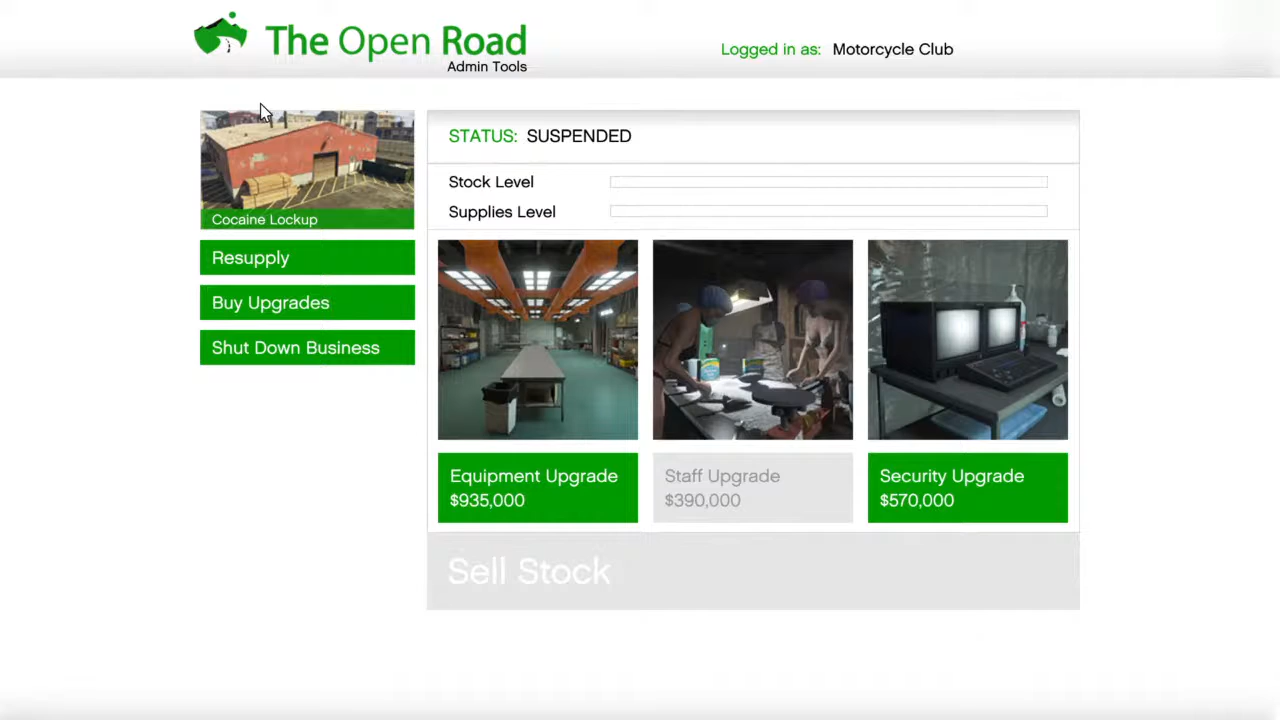 The Open Road
Admin Tools
Logged in as: Motorcycle Club
Cocaine Lockup
Resupply
Buy Upgrades
Shut Down Business
STATUS: SUSPENDED
Stock Level
Supplies Level
Equipment Upgrade
$935,000
Staff Upgrade
$390,000
Security Upgrade
$570,000
Sell Stock